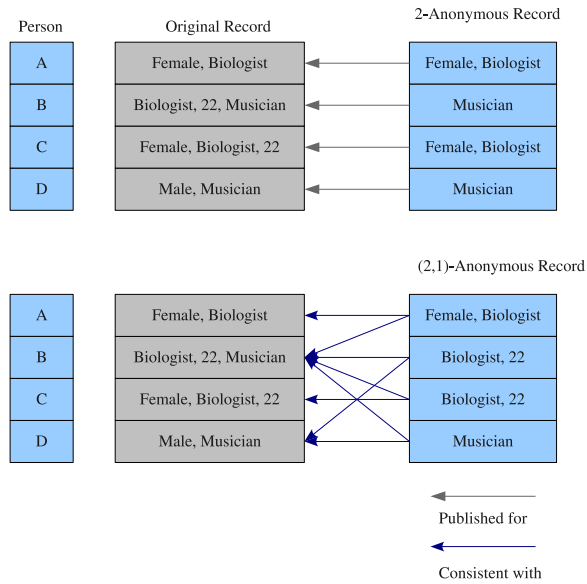 Person Original Record 2-Anonymous Record
A Female, Biologist Female, Biologist
B Biologist, 22, Musician Musician
C Female, Biologist, 22 Female, Biologist
D Male, Musician Musician
(2,1)-Anonymous Record
A Female, Biologist Female, Biologist
B Biologist, 22, Musician Biologist, 22
C Female, Biologist, 22 Biologist, 22
D Male, Musician Musician
Published for
Consistent with